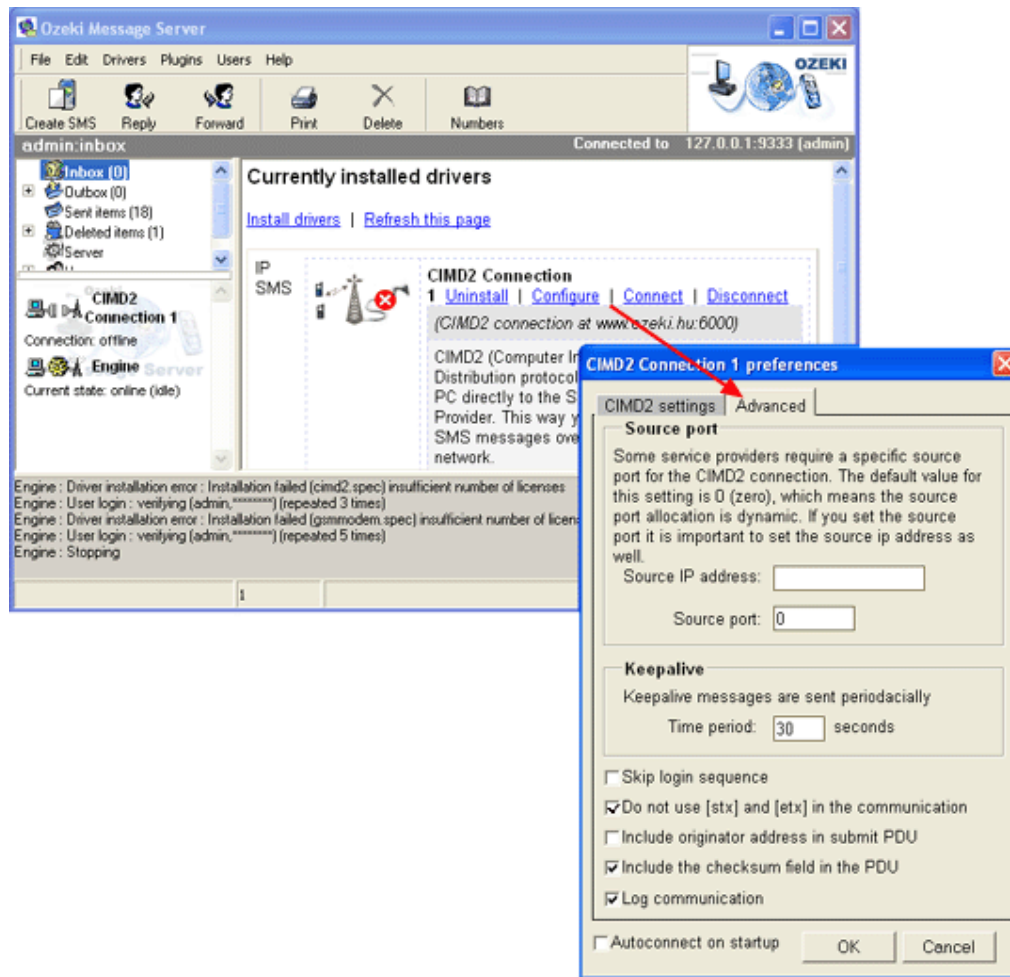 Ozeki Message Server
File Edit Drivers Plugins Users Help
OZEKI
Create SMS Reply Forward Print Delete Numbers
admin:inbox Connected to 127.0.0.1:9333 (admin)
Inbox (0)
Outbox (0)
Sent items (18)
Deleted items (1)
Server
CIMD2
Connection 1
Connection: offline
Engine Server
Current state: online (idle)
Currently installed drivers
Install drivers | Refresh this page
IP
SMS
CIMD2 Connection
1 Uninstall | Configure | Connect | Disconnect
(CIMD2 connection at www.ozeki.hu:6000)
CIMD2 (Computer In
Distribution protocol
PC directly to the S
Provider. This way y
SMS messages ove
network.
Engine : Driver installation error : Installation failed (cimd2.spec) insufficient number of licenses
Engine : User login : verifying (admin,********) (repeated 3 times)
Engine : Driver installation error : Installation failed (gsmmodem.spec) insufficient number of licens
Engine : User login : verifying (admin,********) (repeated 5 times)
Engine : Stopping
1
CIMD2 Connection 1 preferences
CIMD2 settings Advanced
Source port
Some service providers require a specific source
port for the CIMD2 connection. The default value for
this setting is 0 (zero), which means the source
port allocation is dynamic. If you set the source
port it is important to set the source ip address as
well.
Source IP address:
Source port: 0
Keepalive
Keepalive messages are sent periodacially
Time period: 30 seconds
Skip login sequence
Do not use [stx] and [etx] in the communication
Include originator address in submit PDU
Include the checksum field in the PDU
Log communication
Autoconnect on startup OK Cancel